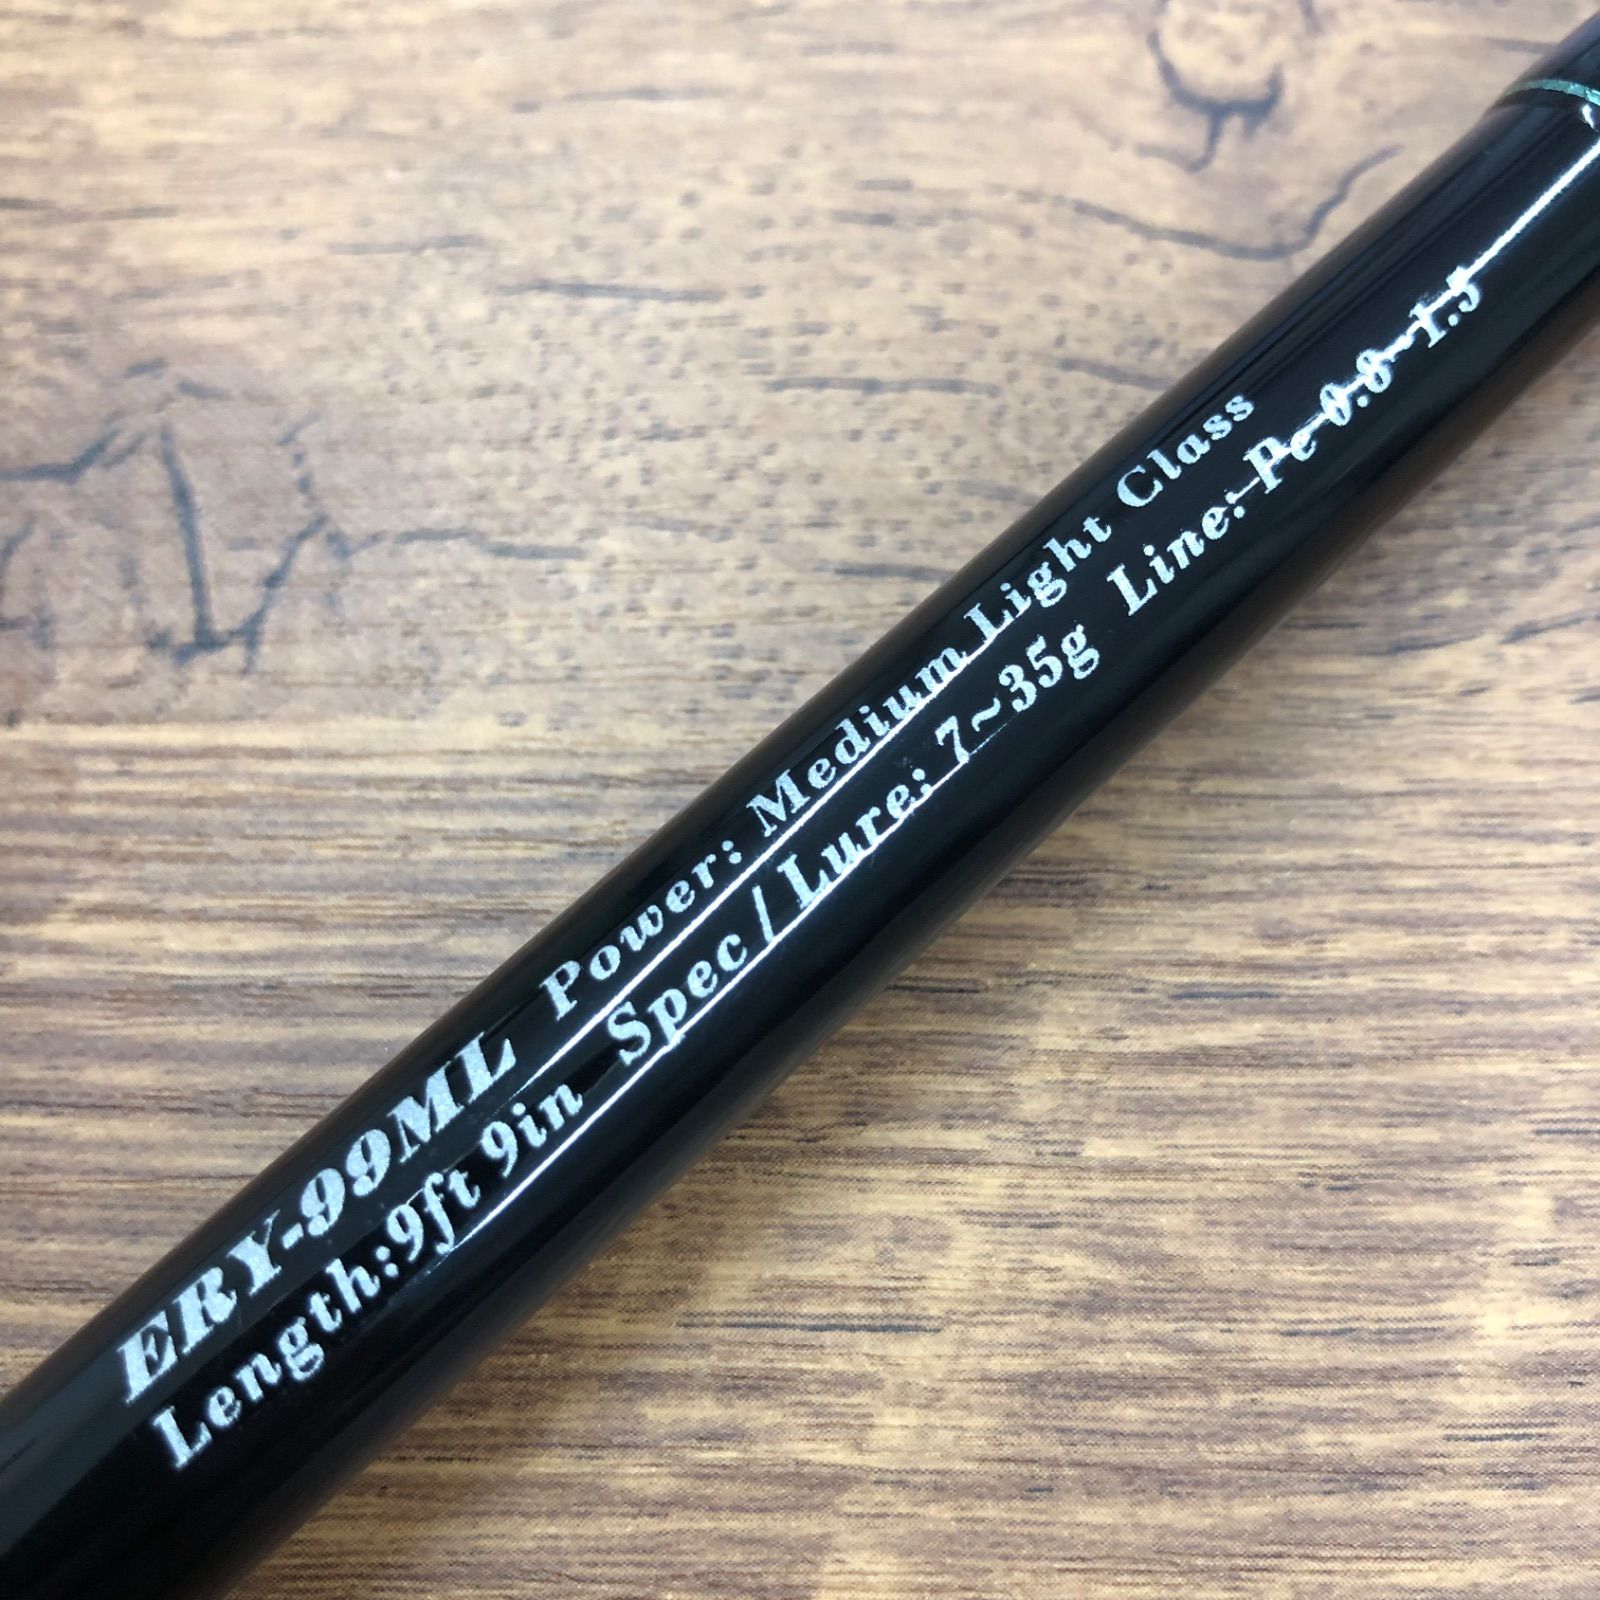 ERY-99ML Power: Medium Light Class
Length:9ft 9in Spec / Lure: 7~35g Line: Pe 0.8~1.5